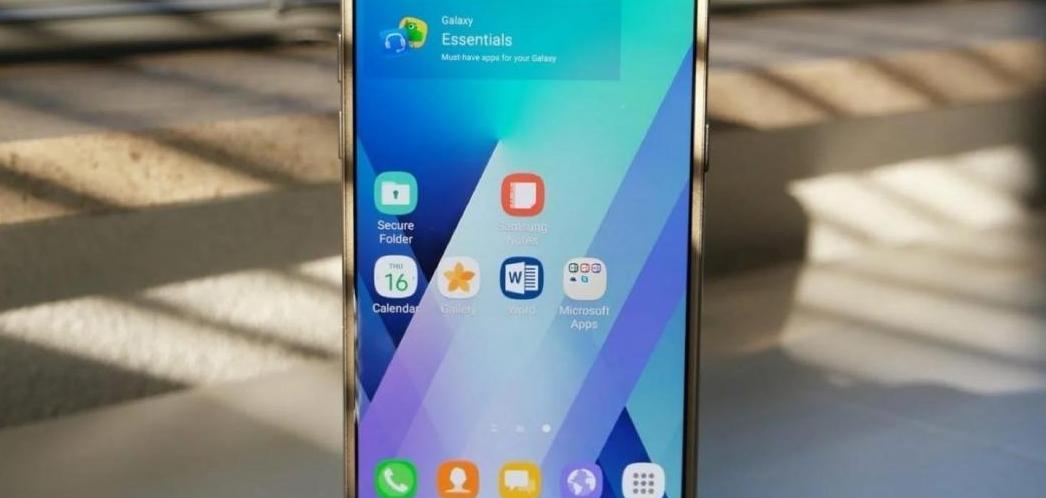 Galaxy
Essentials
Must-have apps for your Galaxy
Secure
Folder
Samsung
Notes
THU
16
Calendar
Gallery
W
Word
Microsoft
Apps